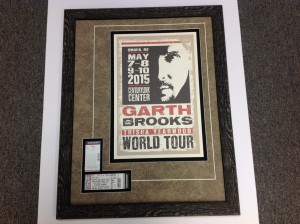 OMAHA, NE
MAY
7-8
9-10
2015
CENTURYLINK
CENTER
GARTH
BROOKS
TRISHA YEARWOOD
WORLD TOUR